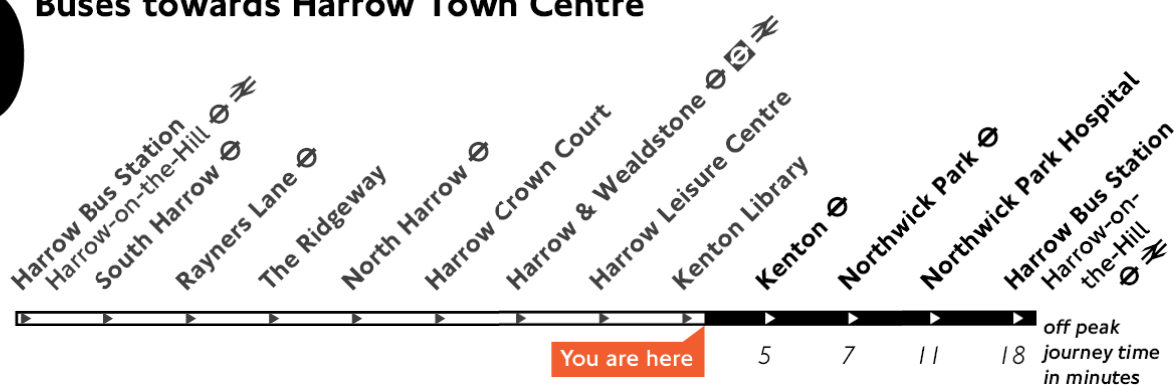 Buses towards Harrow Town Centre
Harrow Bus Station
Harrow-on-the-Hill
South Harrow
Rayners Lane
The Ridgeway
North Harrow
Harrow Crown Court
Harrow & Wealdstone
Harrow Leisure Centre
Kenton Library
Kenton
Northwick Park
Northwick Park Hospital
Harrow Bus Station
Harrow-on-
the-Hill
You are here
5 7 11 18
off peak
journey time
in minutes